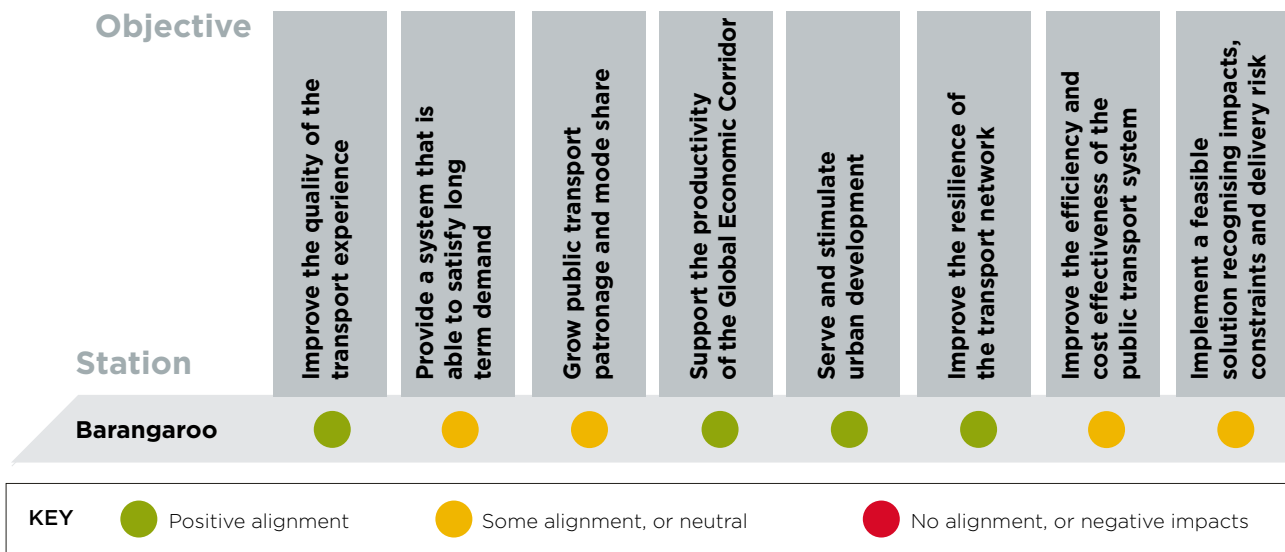 Objective
Improve the quality of the
transport experience
Provide a system that is
able to satisfy long
term demand
Grow public transport
patronage and mode share
Support the productivity
of the Global Economic Corridor
Serve and stimulate
urban development
Improve the resilience of
the transport network
Improve the efficiency and
cost effectiveness of the
public transport system
Implement a feasible
solution recognising impacts,
constraints and delivery risk
Station
Barangaroo
KEY
Positive alignment
Some alignment, or neutral
No alignment, or negative impacts